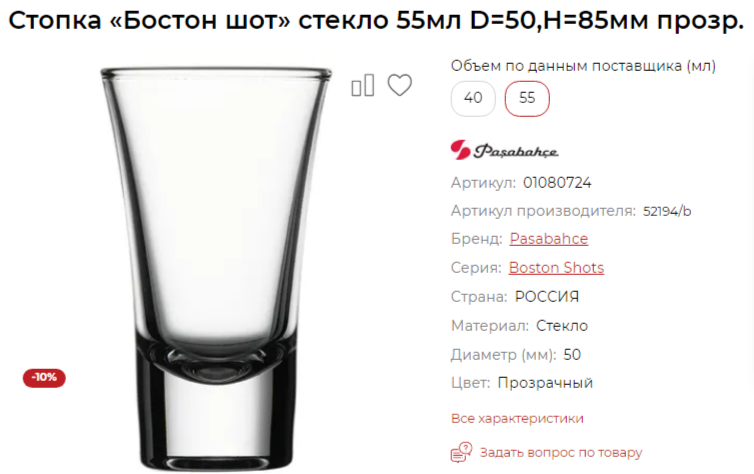 Стопка «Бостон шот» стекло 55мл D=50,H=85мм прозр.
Объем по данным поставщика (мл)
40 55
Paşabahçe
Артикул: 01080724
Артикул производителя: 52194/b
Бренд: Pasabahce
Серия: Boston Shots
Страна: РОССИЯ
Материал: Стекло
Диаметр (мм): 50
-10%
Цвет: Прозрачный
Все характеристики
Задать вопрос по товару